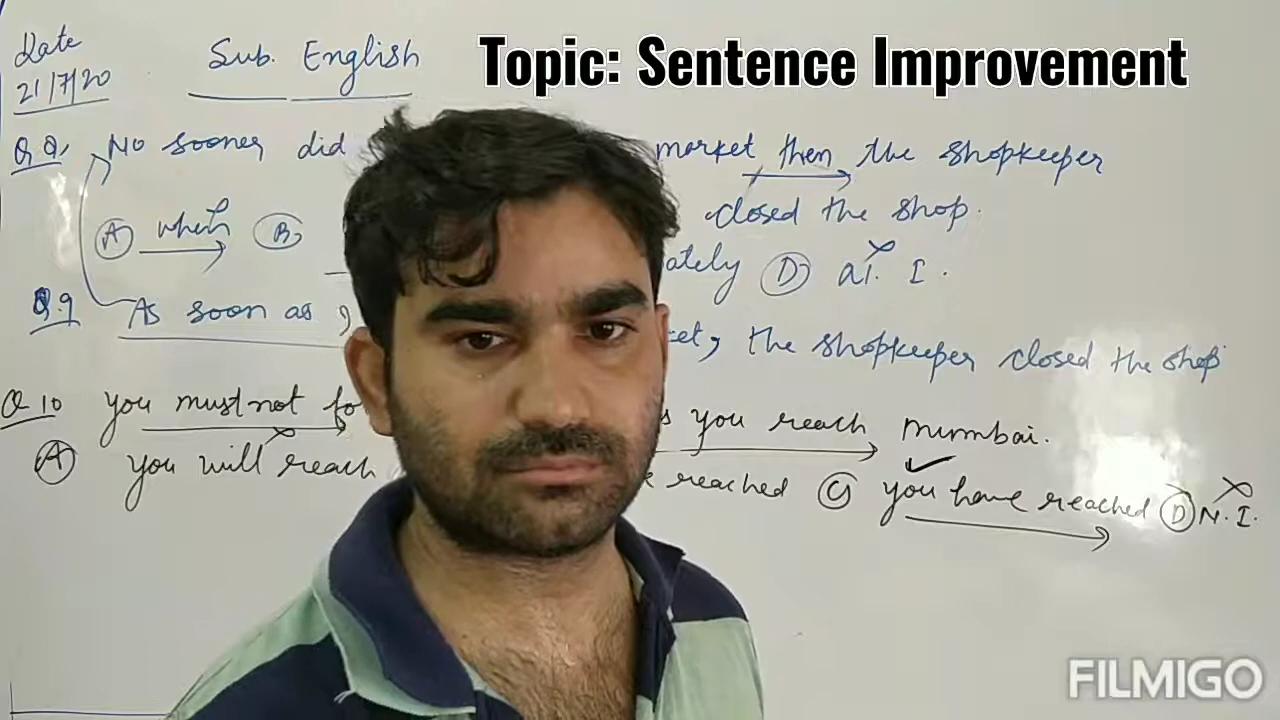 Date
21/7/20
Sub. English
Topic: Sentence Improvement
No sooner did market then the shopkeeper
closed the shop.
A when B ately D N. I.
Q.9 As soon as I ket, the shopkeeper closed the shop
Q 10 you must not fo s you reach Mumbai.
A you will reach reached C you have reached D N. I.
FILMIGO